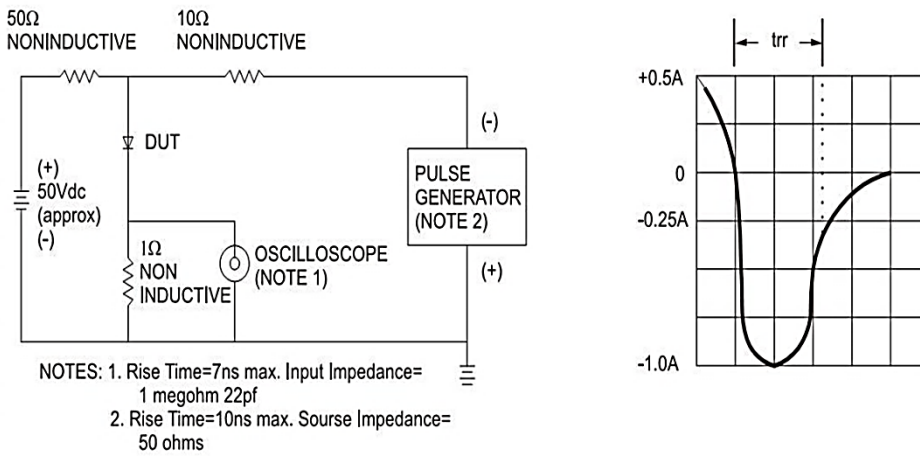 50Ω
NONINDUCTIVE
10Ω
NONINDUCTIVE
DUT
(+)
50Vdc
(approx)
(-)
1Ω
NON
INDUCTIVE
OSCILLOSCOPE
(NOTE 1)
(-)
PULSE
GENERATOR
(NOTE 2)
(+)
NOTES: 1. Rise Time=7ns max. Input Impedance=
1 megohm 22pf
2. Rise Time=10ns max. Sourse Impedance=
50 ohms
trr
+0.5A
0
-0.25A
-1.0A